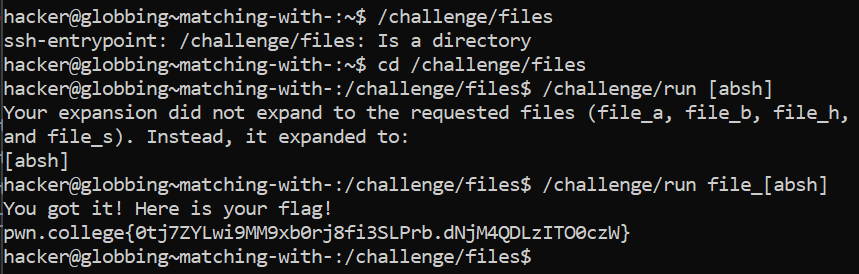 hacker@globbing~matching-with-:~$ /challenge/files
ssh-entrypoint: /challenge/files: Is a directory
hacker@globbing~matching-with-:~$ cd /challenge/files
hacker@globbing~matching-with-:/challenge/files$ /challenge/run [absh]
Your expansion did not expand to the requested files (file_a, file_b, file_h,
and file_s). Instead, it expanded to:
[absh]
hacker@globbing~matching-with-:/challenge/files$ /challenge/run file_[absh]
You got it! Here is your flag!
pwn.college{0tj7ZYLwi9MM9xb0rj8fi3SLPrb.dNjM4QDLzITO0czW}
hacker@globbing~matching-with-:/challenge/files$